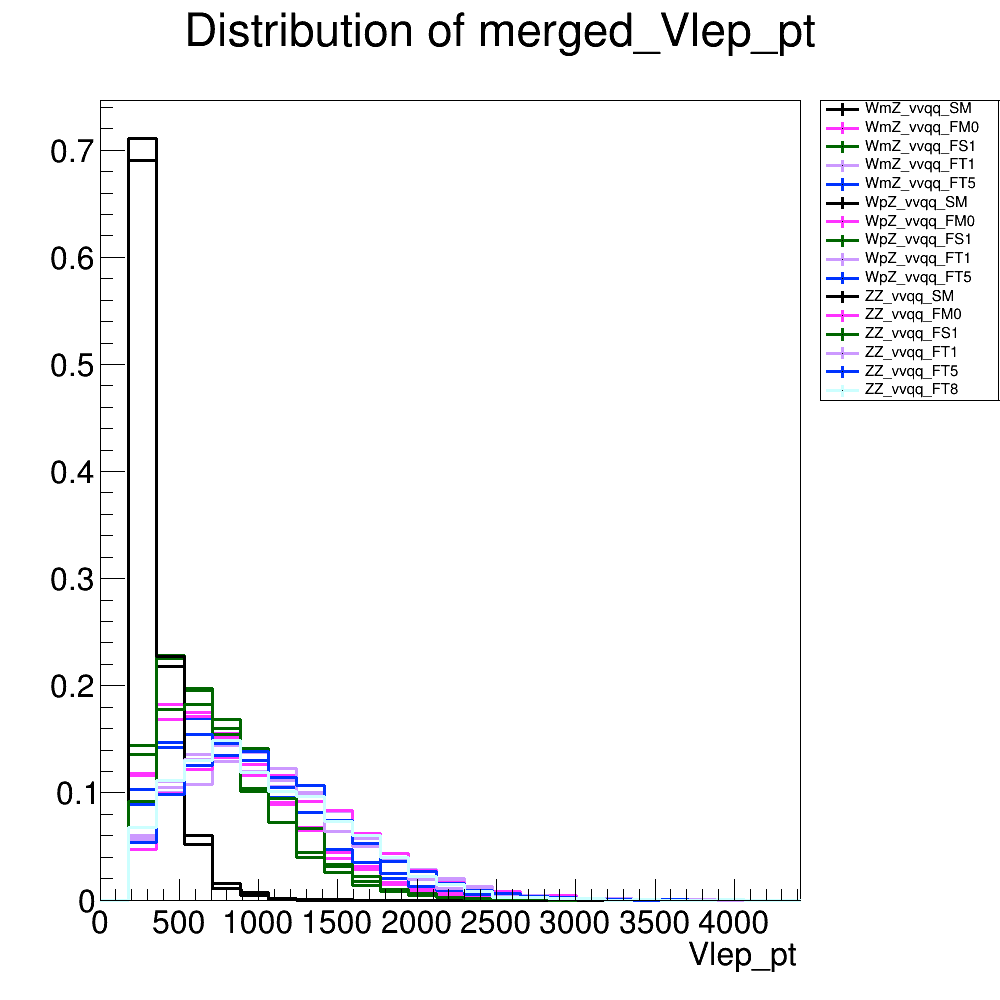 Distribution of merged_Vlep_pt
WmZ_vvqq_SM
WmZ_vvqq_FM0
WmZ_vvqq_FS1
WmZ_vvqq_FT1
WmZ_vvqq_FT5
WpZ_vvqq_SM
WpZ_vvqq_FM0
WpZ_vvqq_FS1
WpZ_vvqq_FT1
WpZ_vvqq_FT5
ZZ_vvqq_SM
ZZ_vvqq_FM0
ZZ_vvqq_FS1
ZZ_vvqq_FT1
ZZ_vvqq_FT5
ZZ_vvqq_FT8
0.7
0.6
0.5
0.4
0.3
0.2
0.1
0
0 500 1000 1500 2000 2500 3000 3500 4000
Vlep_pt